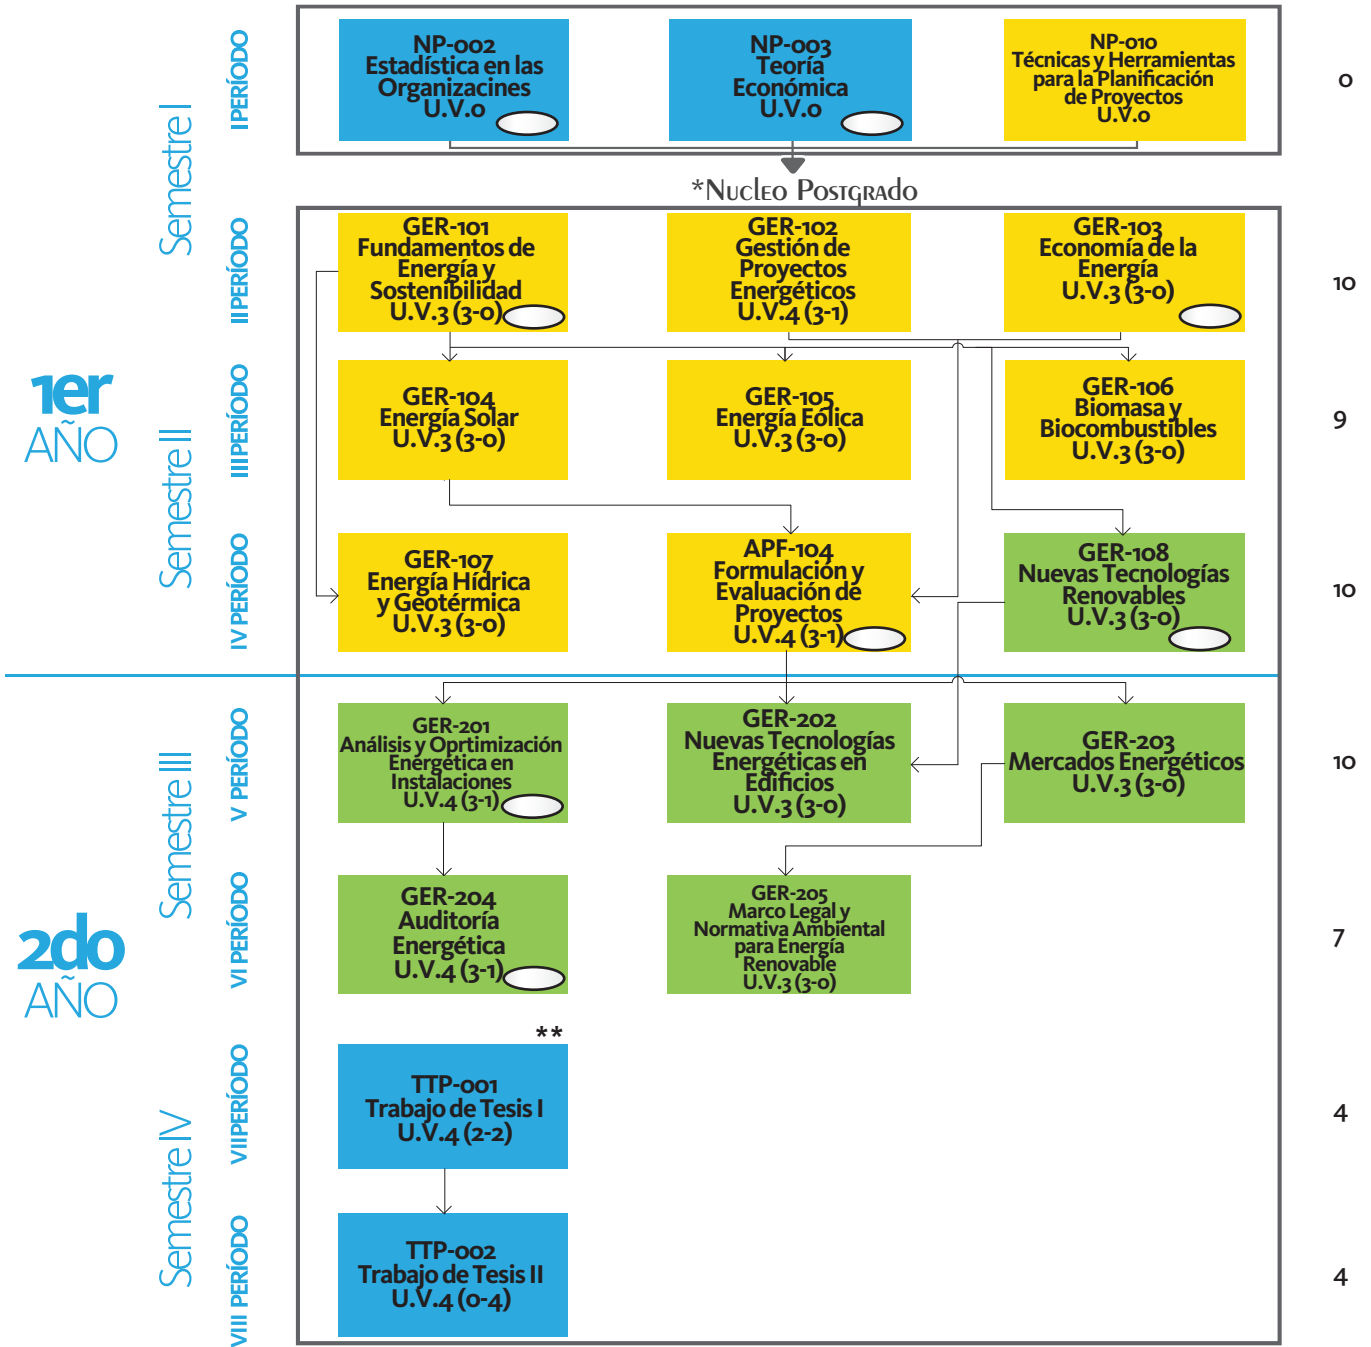 1er
AÑO
2do
AÑO
Semestre I
Semestre II
Semestre III
Semestre IV
I PERÍODO
NP-002
Estadística en las
Organizacines
U.V.0
NP-003
Teoría
Económica
U.V.0
NP-010
Técnicas y Herramientas
para la Planificación
de Proyectos
U.V.0
0
*Nucleo Postgrado
II PERÍODO
GER-101
Fundamentos de
Energía y
Sostenibilidad
U.V.3 (3-0)
GER-102
Gestión de
Proyectos
Energéticos
U.V.4 (3-1)
GER-103
Economía de la
Energía
U.V.3 (3-0)
10
III PERÍODO
GER-104
Energía Solar
U.V.3 (3-0)
GER-105
Energía Eólica
U.V.3 (3-0)
GER-106
Biomasa y
Biocombustibles
U.V.3 (3-0)
9
IV PERÍODO
GER-107
Energía Hídrica
y Geotérmica
U.V.3 (3-0)
APF-104
Formulación y
Evaluación de
Proyectos
U.V.4 (3-1)
GER-108
Nuevas Tecnologías
Renovables
U.V.3 (3-0)
10
V PERÍODO
GER-201
Análisis y Oprtimización
Energética en
Instalaciones
U.V.4 (3-1)
GER-202
Nuevas Tecnologías
Energéticas en
Edificios
U.V.3 (3-0)
GER-203
Mercados Energéticos
U.V.3 (3-0)
10
VI PERÍODO
GER-204
Auditoría
Energética
U.V.4 (3-1)
GER-205
Marco Legal y
Normativa Ambiental
para Energía
Renovable
U.V.3 (3-0)
7
**
VII PERÍODO
TTP-001
Trabajo de Tesis I
U.V.4 (2-2)
4
VIII PERÍODO
TTP-002
Trabajo de Tesis II
U.V.4 (0-4)
4